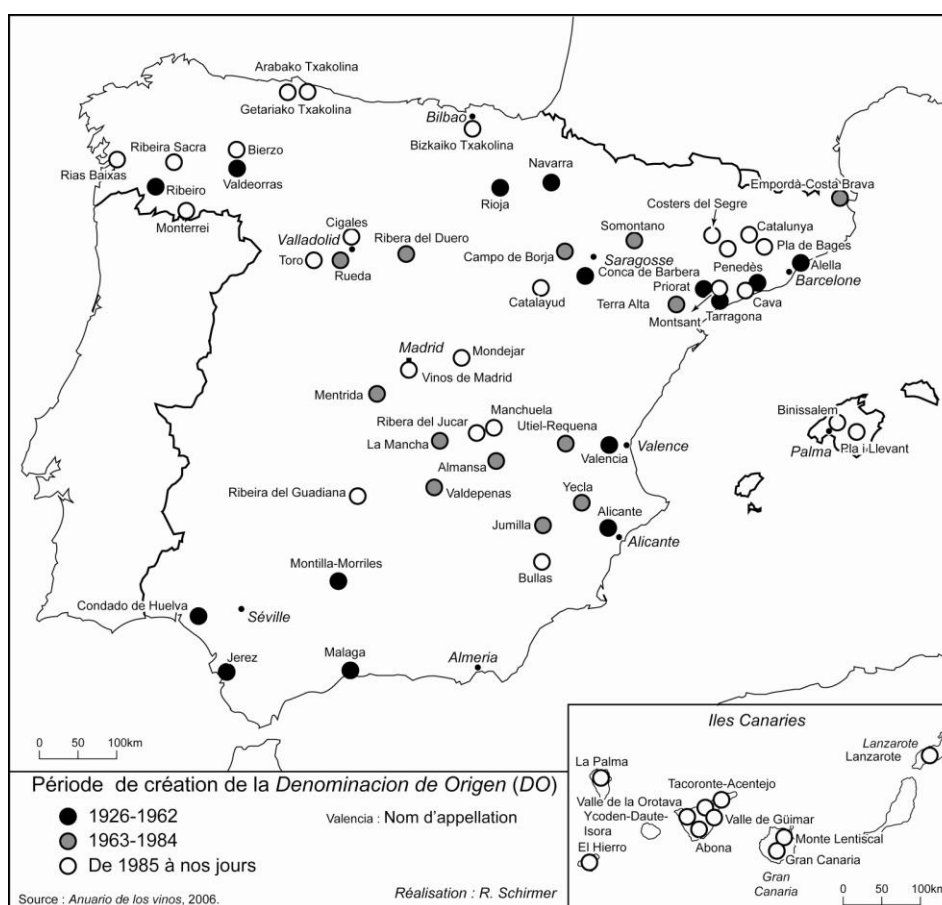 Arabako Txakolina
Getariako Txakolina
Bilbao
Bizkaiko Txakolina
Ribeira Sacra
Bierzo
Rias Baixas
Valdeorras
Ribeiro
Monterrei
Navarra
Rioja
Empordà-Costa Brava
Costers del Segre
Catalunya
Pla de Bages
Somontano
Cigales
Valladolid
Ribera del Duero
Toro
Rueda
Campo de Borja
Saragosse
Penedès
Alella
Barcelone
Conca de Barbera
Priorat
Cava
Catalayud
Terra Alta
Tarragona
Montsant
Madrid
Mondejar
Vinos de Madrid
Mentrida
Ribera del Jucar
Manchuela
Utiel-Requena
La Mancha
Valencia
Valence
Almansa
Binissalem
Palma
Pla i Llevant
Ribeira del Guadiana
Valdepenas
Yecla
Jumilla
Alicante
Alicante
Bullas
Montilla-Morriles
Condado de Huelva
Séville
Jerez
Malaga
Almeria
0 50 100km
Iles Canaries
Lanzarote
Lanzarote
La Palma
Tacoronte-Acentejo
Valle de la Orotava
Ycoden-Daute-
Isora
Valle de Güimar
El Hierro
Abona
Monte Lentiscal
Gran Canaria
Gran
Canaria
0 50 100km
Période de création de la Denominacion de Origen (DO)
1926-1962
Valencia : Nom d'appellation
1963-1984
De 1985 à nos jours
Source : Anuario de los vinos, 2006.
Réalisation : R. Schirmer